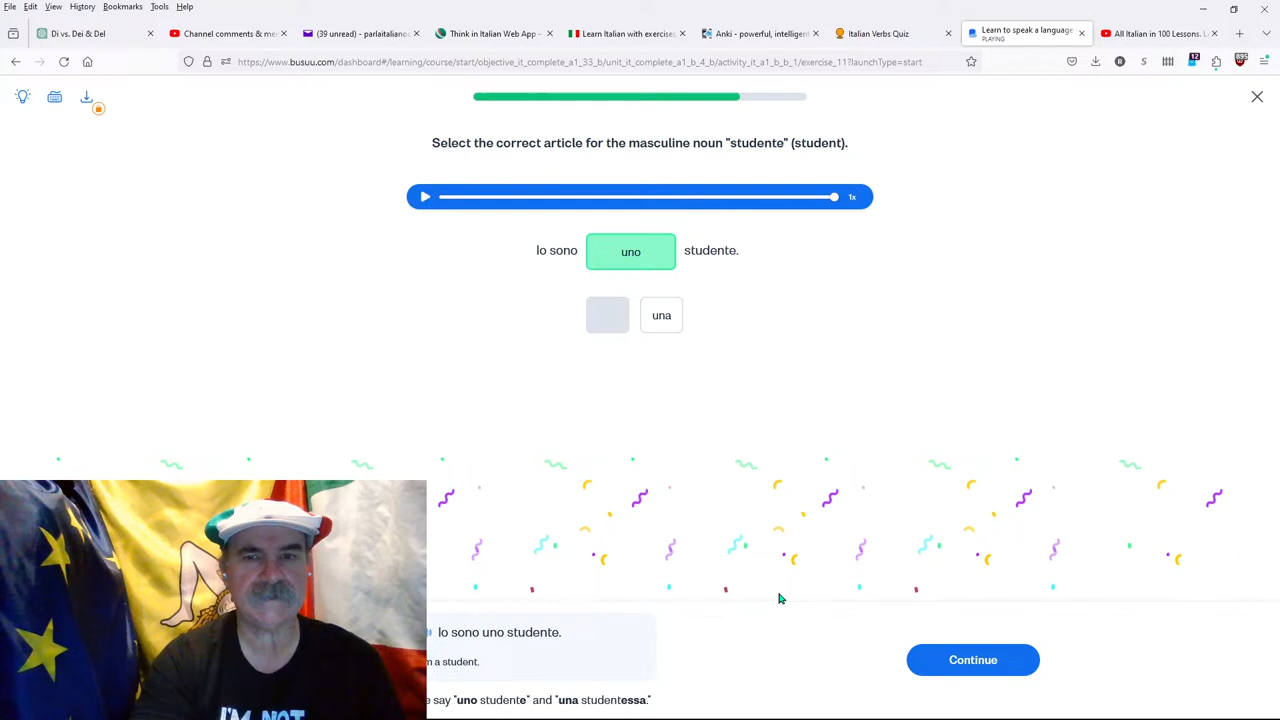 File Edit View History Bookmarks Tools Help
Di vs. Dei & Del
Channel comments & me
(39 unread) - parlaitaliano
Think in Italian Web App –
Learn Italian with exercises.
Anki - powerful, intelligent
Italian Verbs Quiz
Learn to speak a language
PLAYING
All Italian in 100 Lessons. L
https://www.busuu.com/dashboard#/learning/course/start/objective_it_complete_a1_33_b/unit_it_complete_a1_b_4_b/activity_it_a1_b_b_1/exercise_11?launchType=start
12
Select the correct article for the masculine noun "studente" (student).
1x
Io sono uno studente.
una
Io sono uno studente.
m a student.
Continue
e say "uno studente" and "una studentessa."
I'M NOT